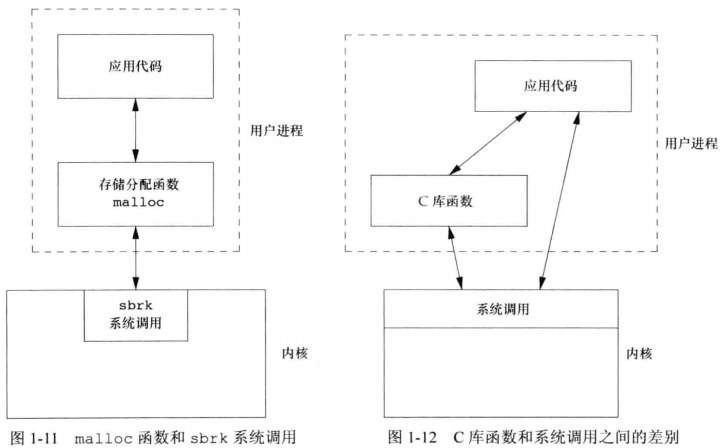 应用代码
用户进程
存储分配函数
malloc
sbrk
系统调用
内核
图 1-11 malloc 函数和 sbrk 系统调用
应用代码
用户进程
C 库函数
系统调用
内核
图 1-12 C 库函数和系统调用之间的差别